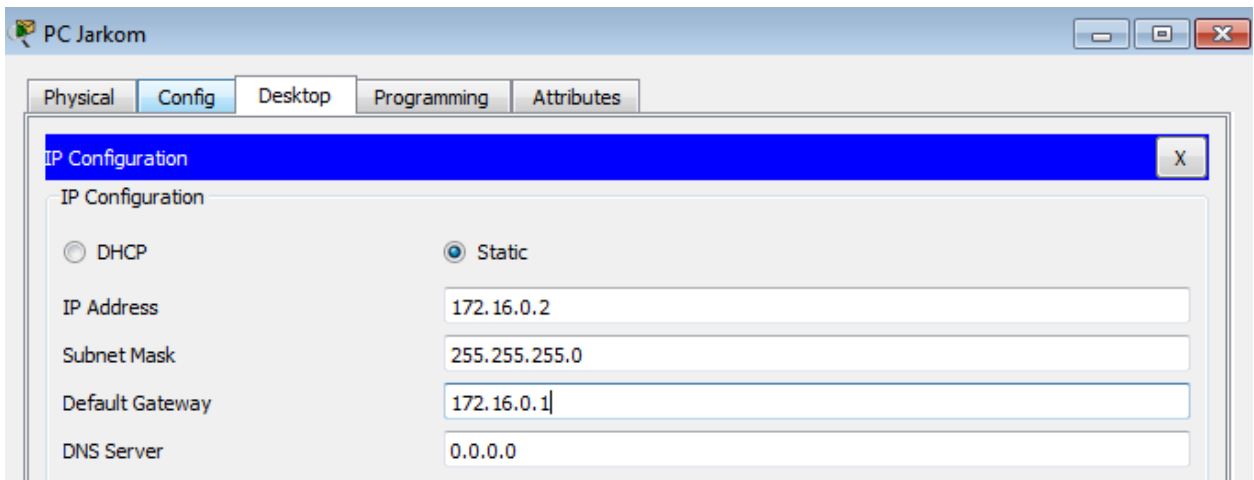 PC Jarkom
Physical Config Desktop Programming Attributes
IP Configuration X
IP Configuration
DHCP Static
IP Address 172.16.0.2
Subnet Mask 255.255.255.0
Default Gateway 172.16.0.1
DNS Server 0.0.0.0